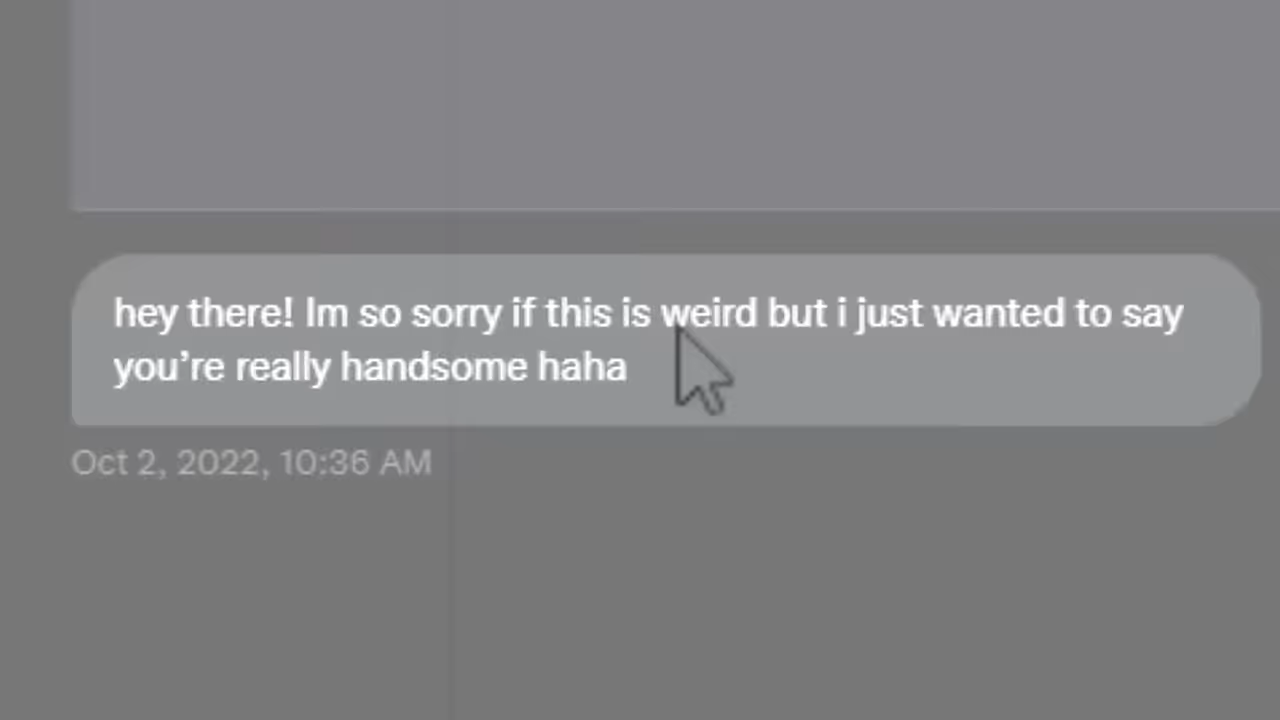 hey there! Im so sorry if this is weird but i just wanted to say
you’re really handsome haha
Oct 2, 2022, 10:36 AM